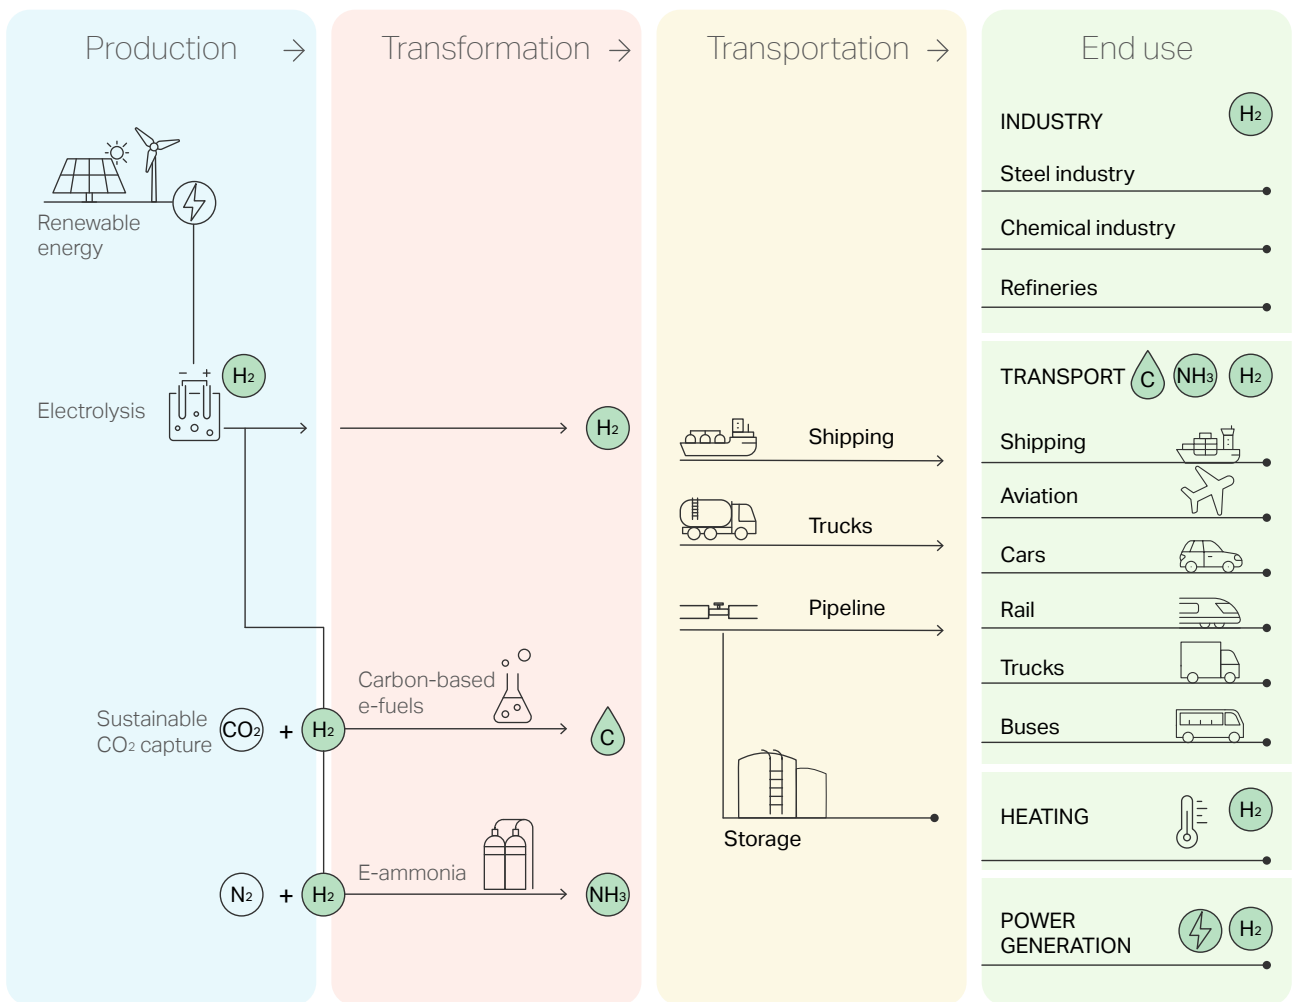 Production
Renewable
energy
− +
H₂
Electrolysis
Sustainable
CO₂ capture
CO₂ + H₂
N₂ + H₂
Transformation
H₂
Carbon-based
e-fuels
C
E-ammonia
NH₃
Transportation
Shipping
Trucks
Pipeline
Storage
End use
INDUSTRY H₂
Steel industry
Chemical industry
Refineries
TRANSPORT C NH₃ H₂
Shipping
Aviation
Cars
Rail
Trucks
Buses
HEATING H₂
POWER
GENERATION H₂